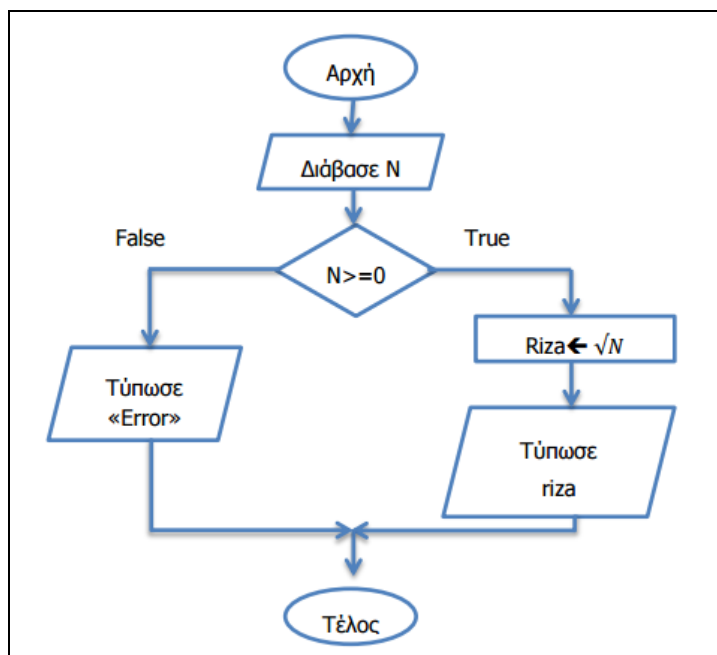 Αρχή
Διάβασε Ν
False
True
N>=0
Riza🡸 √N
Τύπωσε
«Error»
Τύπωσε
riza
Τέλος